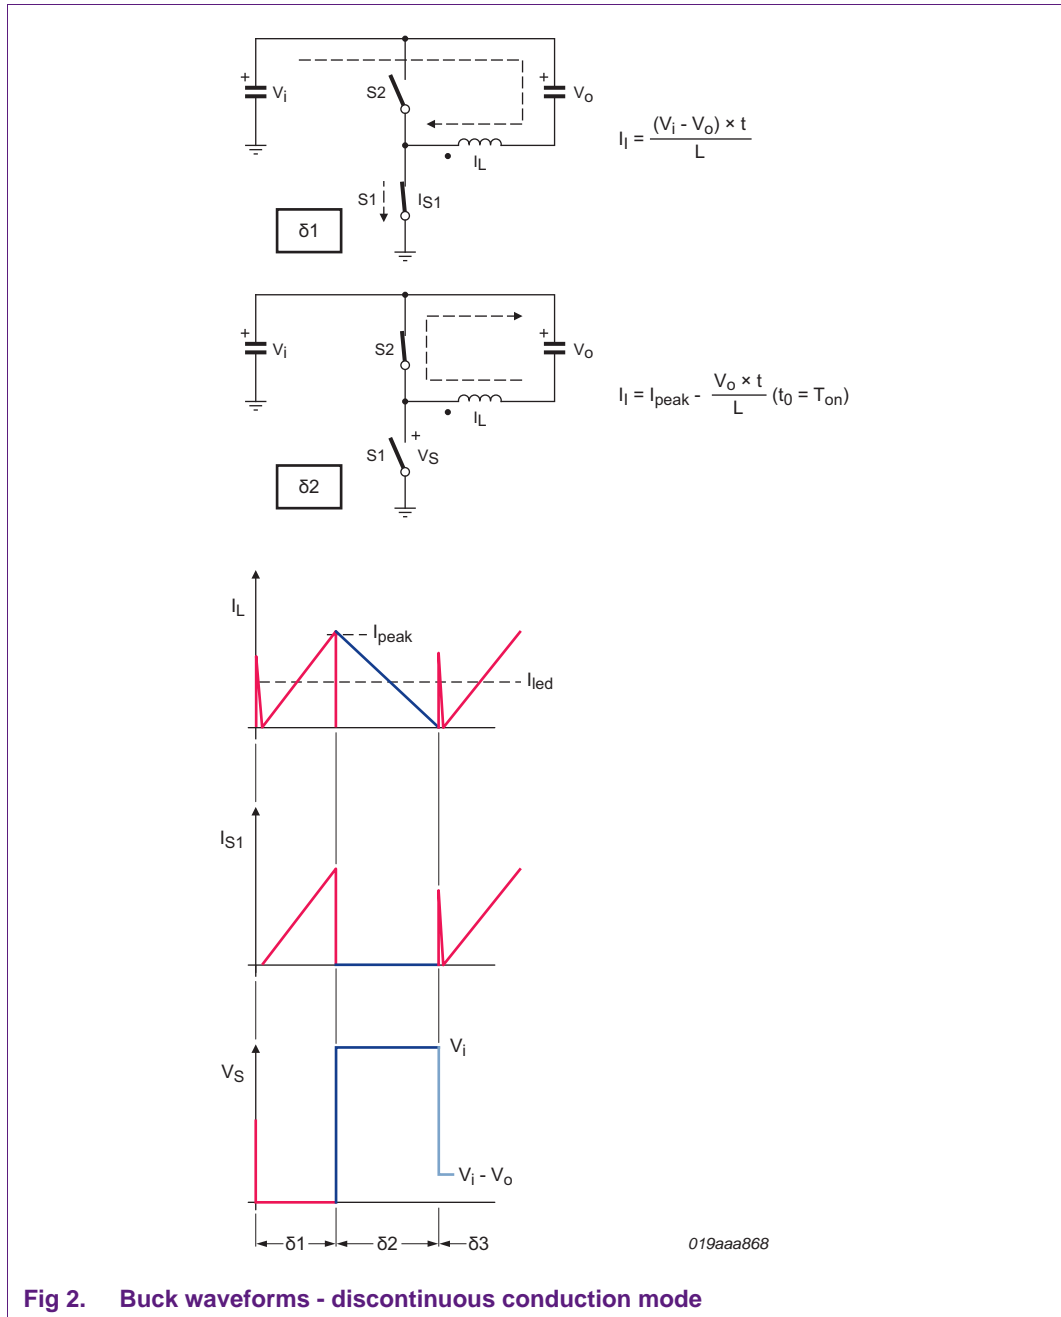 +
Vi
S2
+
Vo
IL
S1
IS1
δ1
Il = (Vi - Vo) × t / L
+
Vi
S2
+
Vo
IL
S1
+
VS
δ2
Il = Ipeak - Vo × t / L (t0 = Ton)
IL
Ipeak
Iled
IS1
VS
Vi
Vi - Vo
δ1
δ2
δ3
019aaa868
Fig 2. Buck waveforms - discontinuous conduction mode